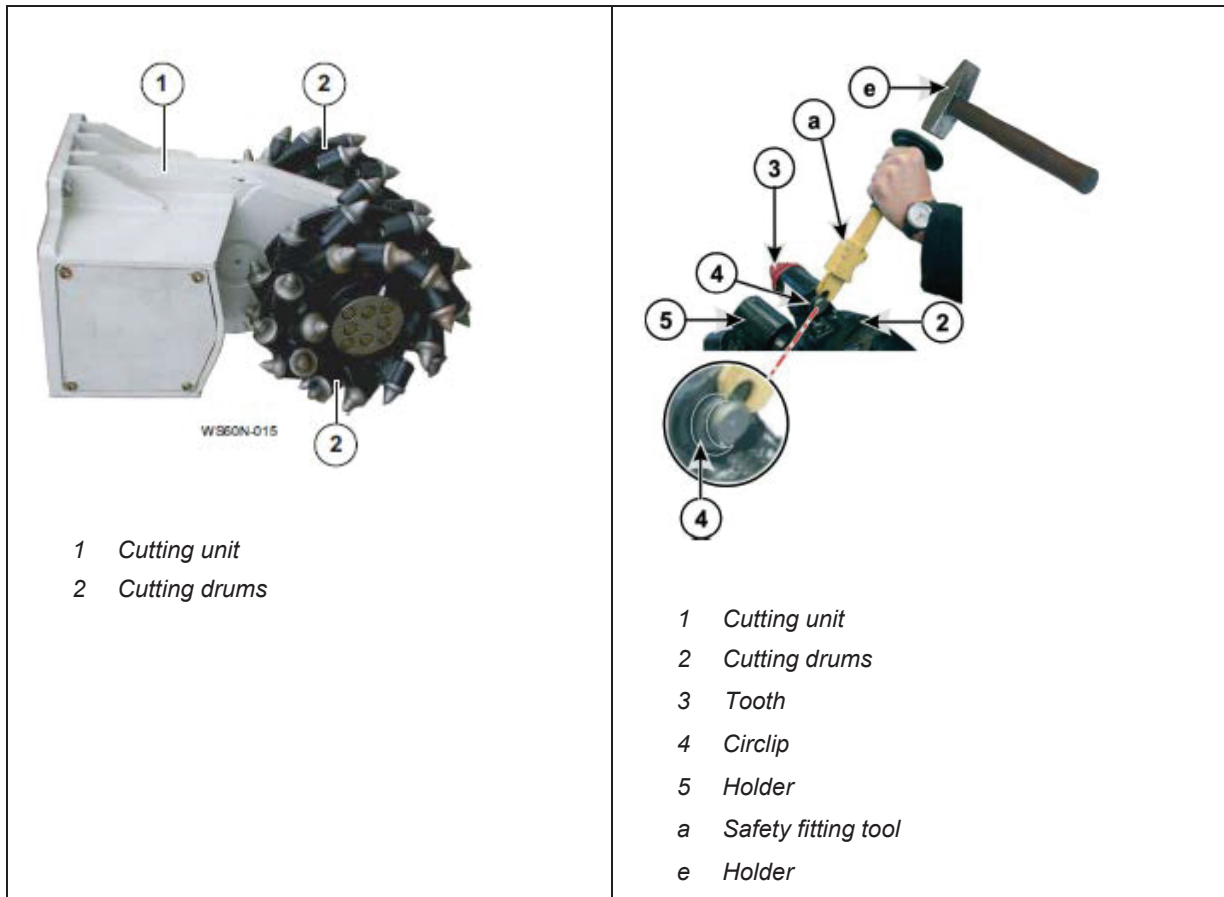 1
2
WS60N-015
2
1 Cutting unit
2 Cutting drums
e
a
3
4
5
2
4
1 Cutting unit
2 Cutting drums
3 Tooth
4 Circlip
5 Holder
a Safety fitting tool
e Holder